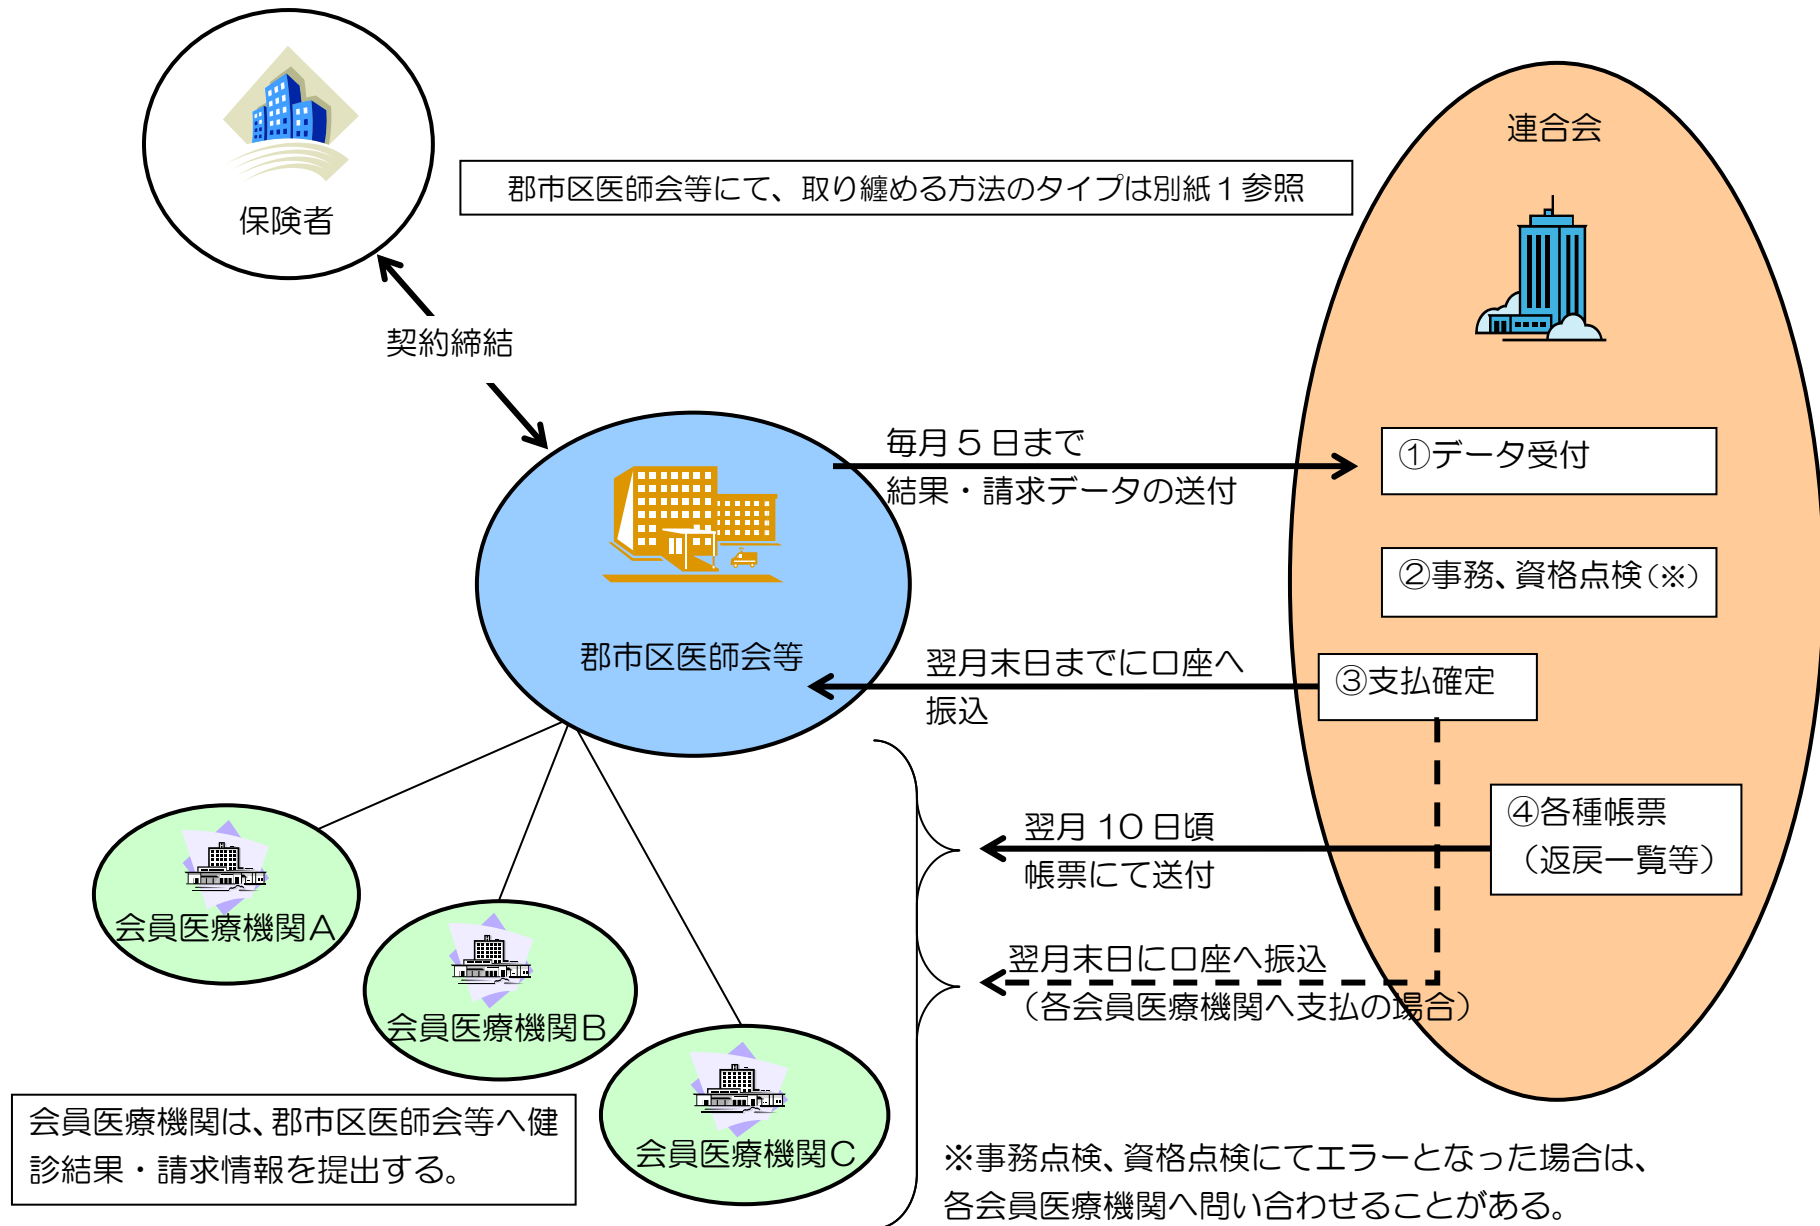 連合会
郡市区医師会等にて、取り纏める方法のタイプは別紙1参照
保険者
契約締結
毎月5日まで
結果・請求データの送付
①データ受付
②事務、資格点検(※)
郡市区医師会等
翌月末日までに口座へ
振込
③支払確定
翌月10日頃
帳票にて送付
④各種帳票
(返戻一覧等)
会員医療機関A
翌月末日に口座へ振込
(各会員医療機関へ支払の場合)
会員医療機関B
会員医療機関C
会員医療機関は、郡市区医師会等へ健
診結果・請求情報を提出する。
※事務点検、資格点検にてエラーとなった場合は、
各会員医療機関へ問い合わせることがある。